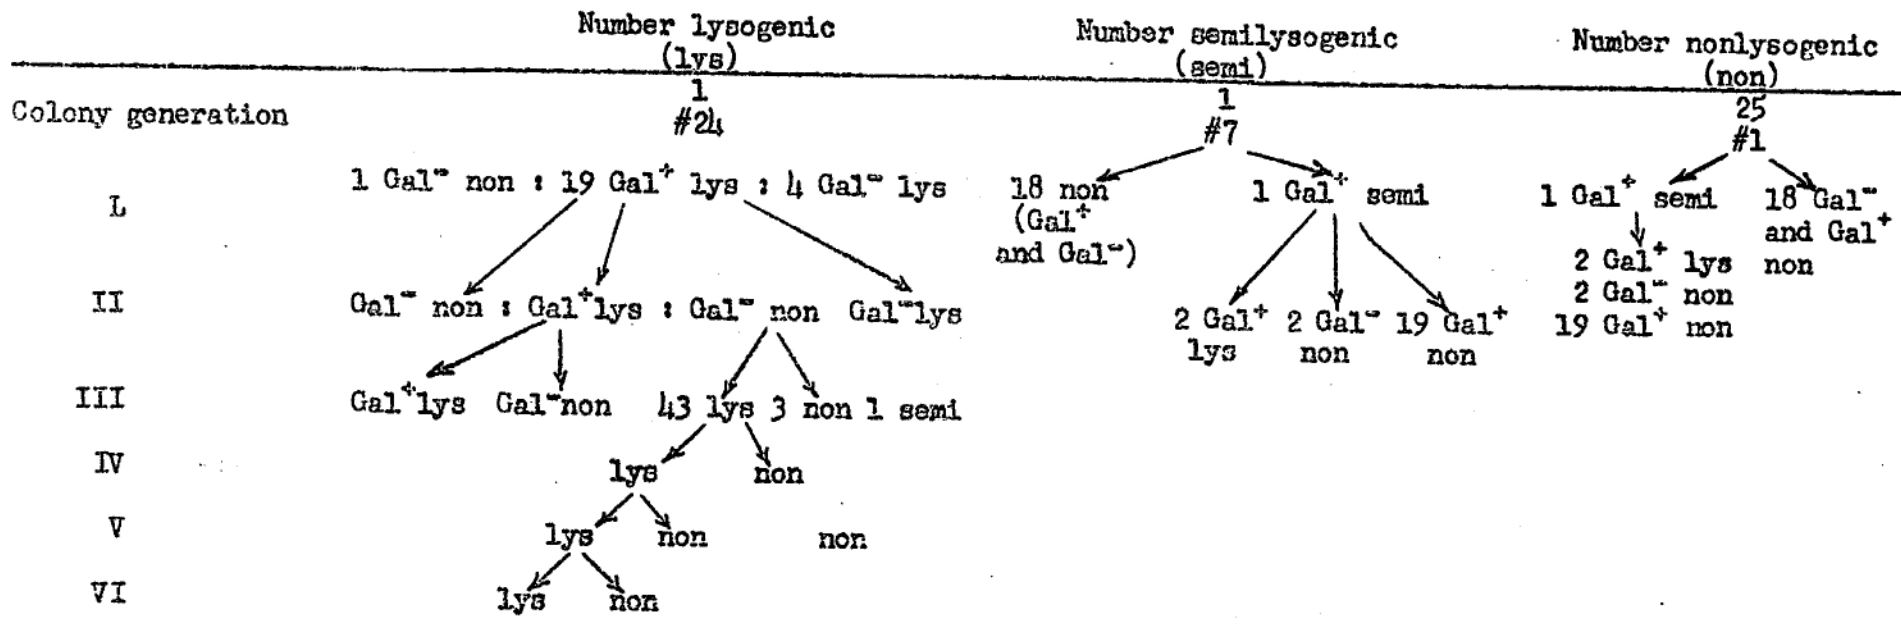 Number lysogenic Number semilysogenic Number nonlysogenic
(lys) (semi) (non)
Colony generation 1 1 25
#24 #7 #1
L 1 Gal⁻ non : 19 Gal⁺ lys : 4 Gal⁻ lys 18 non 1 Gal⁺ semi 1 Gal⁺ semi 18 Gal⁻
(Gal⁺ and Gal⁺
and Gal⁻) 2 Gal⁺ lys non
2 Gal⁻ non
II Gal⁻ non : Gal⁺lys : Gal⁻ non Gal⁻lys 2 Gal⁺ 2 Gal⁻ 19 Gal⁺ 19 Gal⁺ non
lys non non
III Gal⁺lys Gal⁻non 43 lys 3 non 1 semi
IV lys non
V lys non non
VI lys non